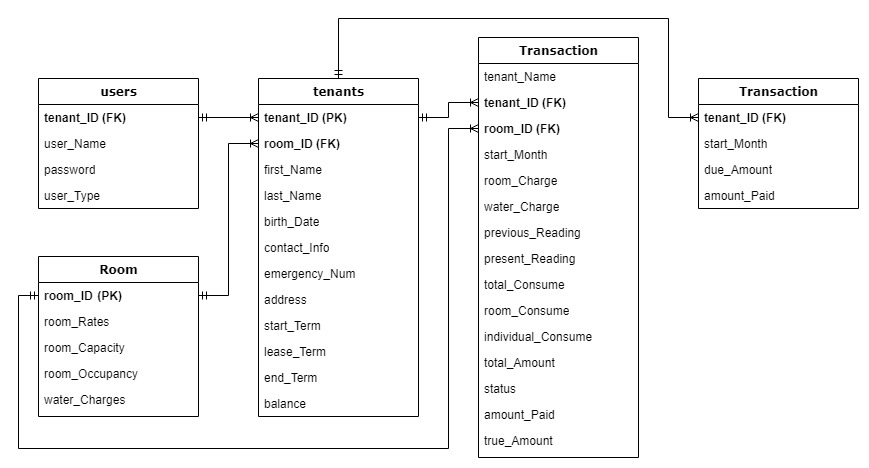 users
tenant_ID (FK)
user_Name
password
user_Type
Room
room_ID (PK)
room_Rates
room_Capacity
room_Occupancy
water_Charges
tenants
tenant_ID (PK)
room_ID (FK)
first_Name
last_Name
birth_Date
contact_Info
emergency_Num
address
start_Term
lease_Term
end_Term
balance
Transaction
tenant_Name
tenant_ID (FK)
room_ID (FK)
start_Month
room_Charge
water_Charge
previous_Reading
present_Reading
total_Consume
room_Consume
individual_Consume
total_Amount
status
amount_Paid
true_Amount
Transaction
tenant_ID (FK)
start_Month
due_Amount
amount_Paid